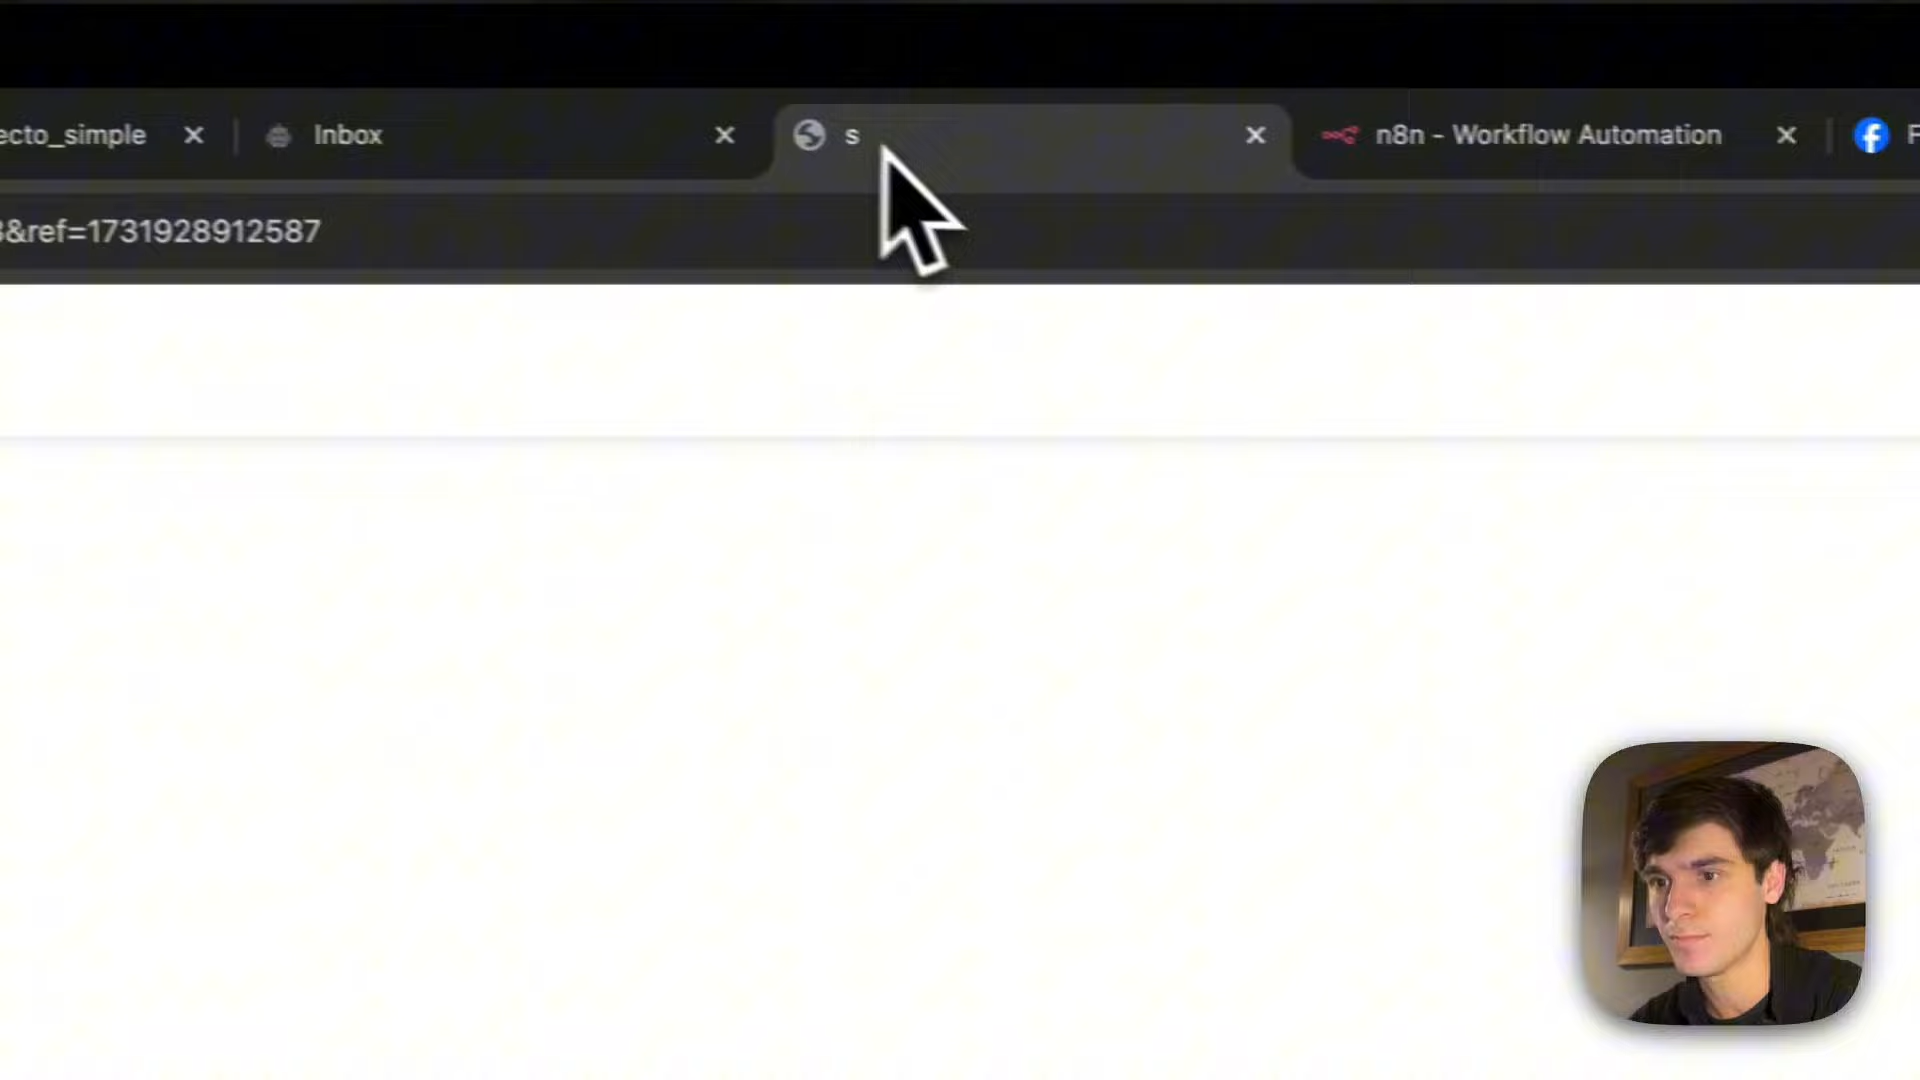 ecto_simple
Inbox
s
n8n - Workflow Automation
&ref=1731928912587